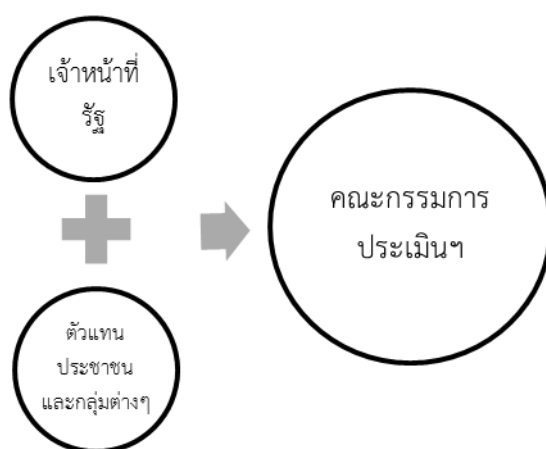 เจ้าหน้าที่
รัฐ
ตัวแทน
ประชาชน
และกลุ่มต่างๆ
คณะกรรมการ
ประเมินฯ